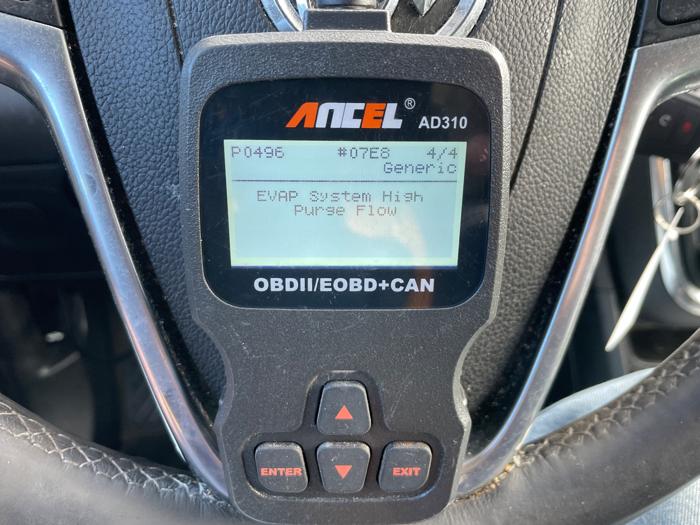 ANCEL®
AD310
P0496 #07E8 4/4
Generic
EVAP System High
Purge Flow
OBDII/EOBD+CAN
ENTER
EXIT